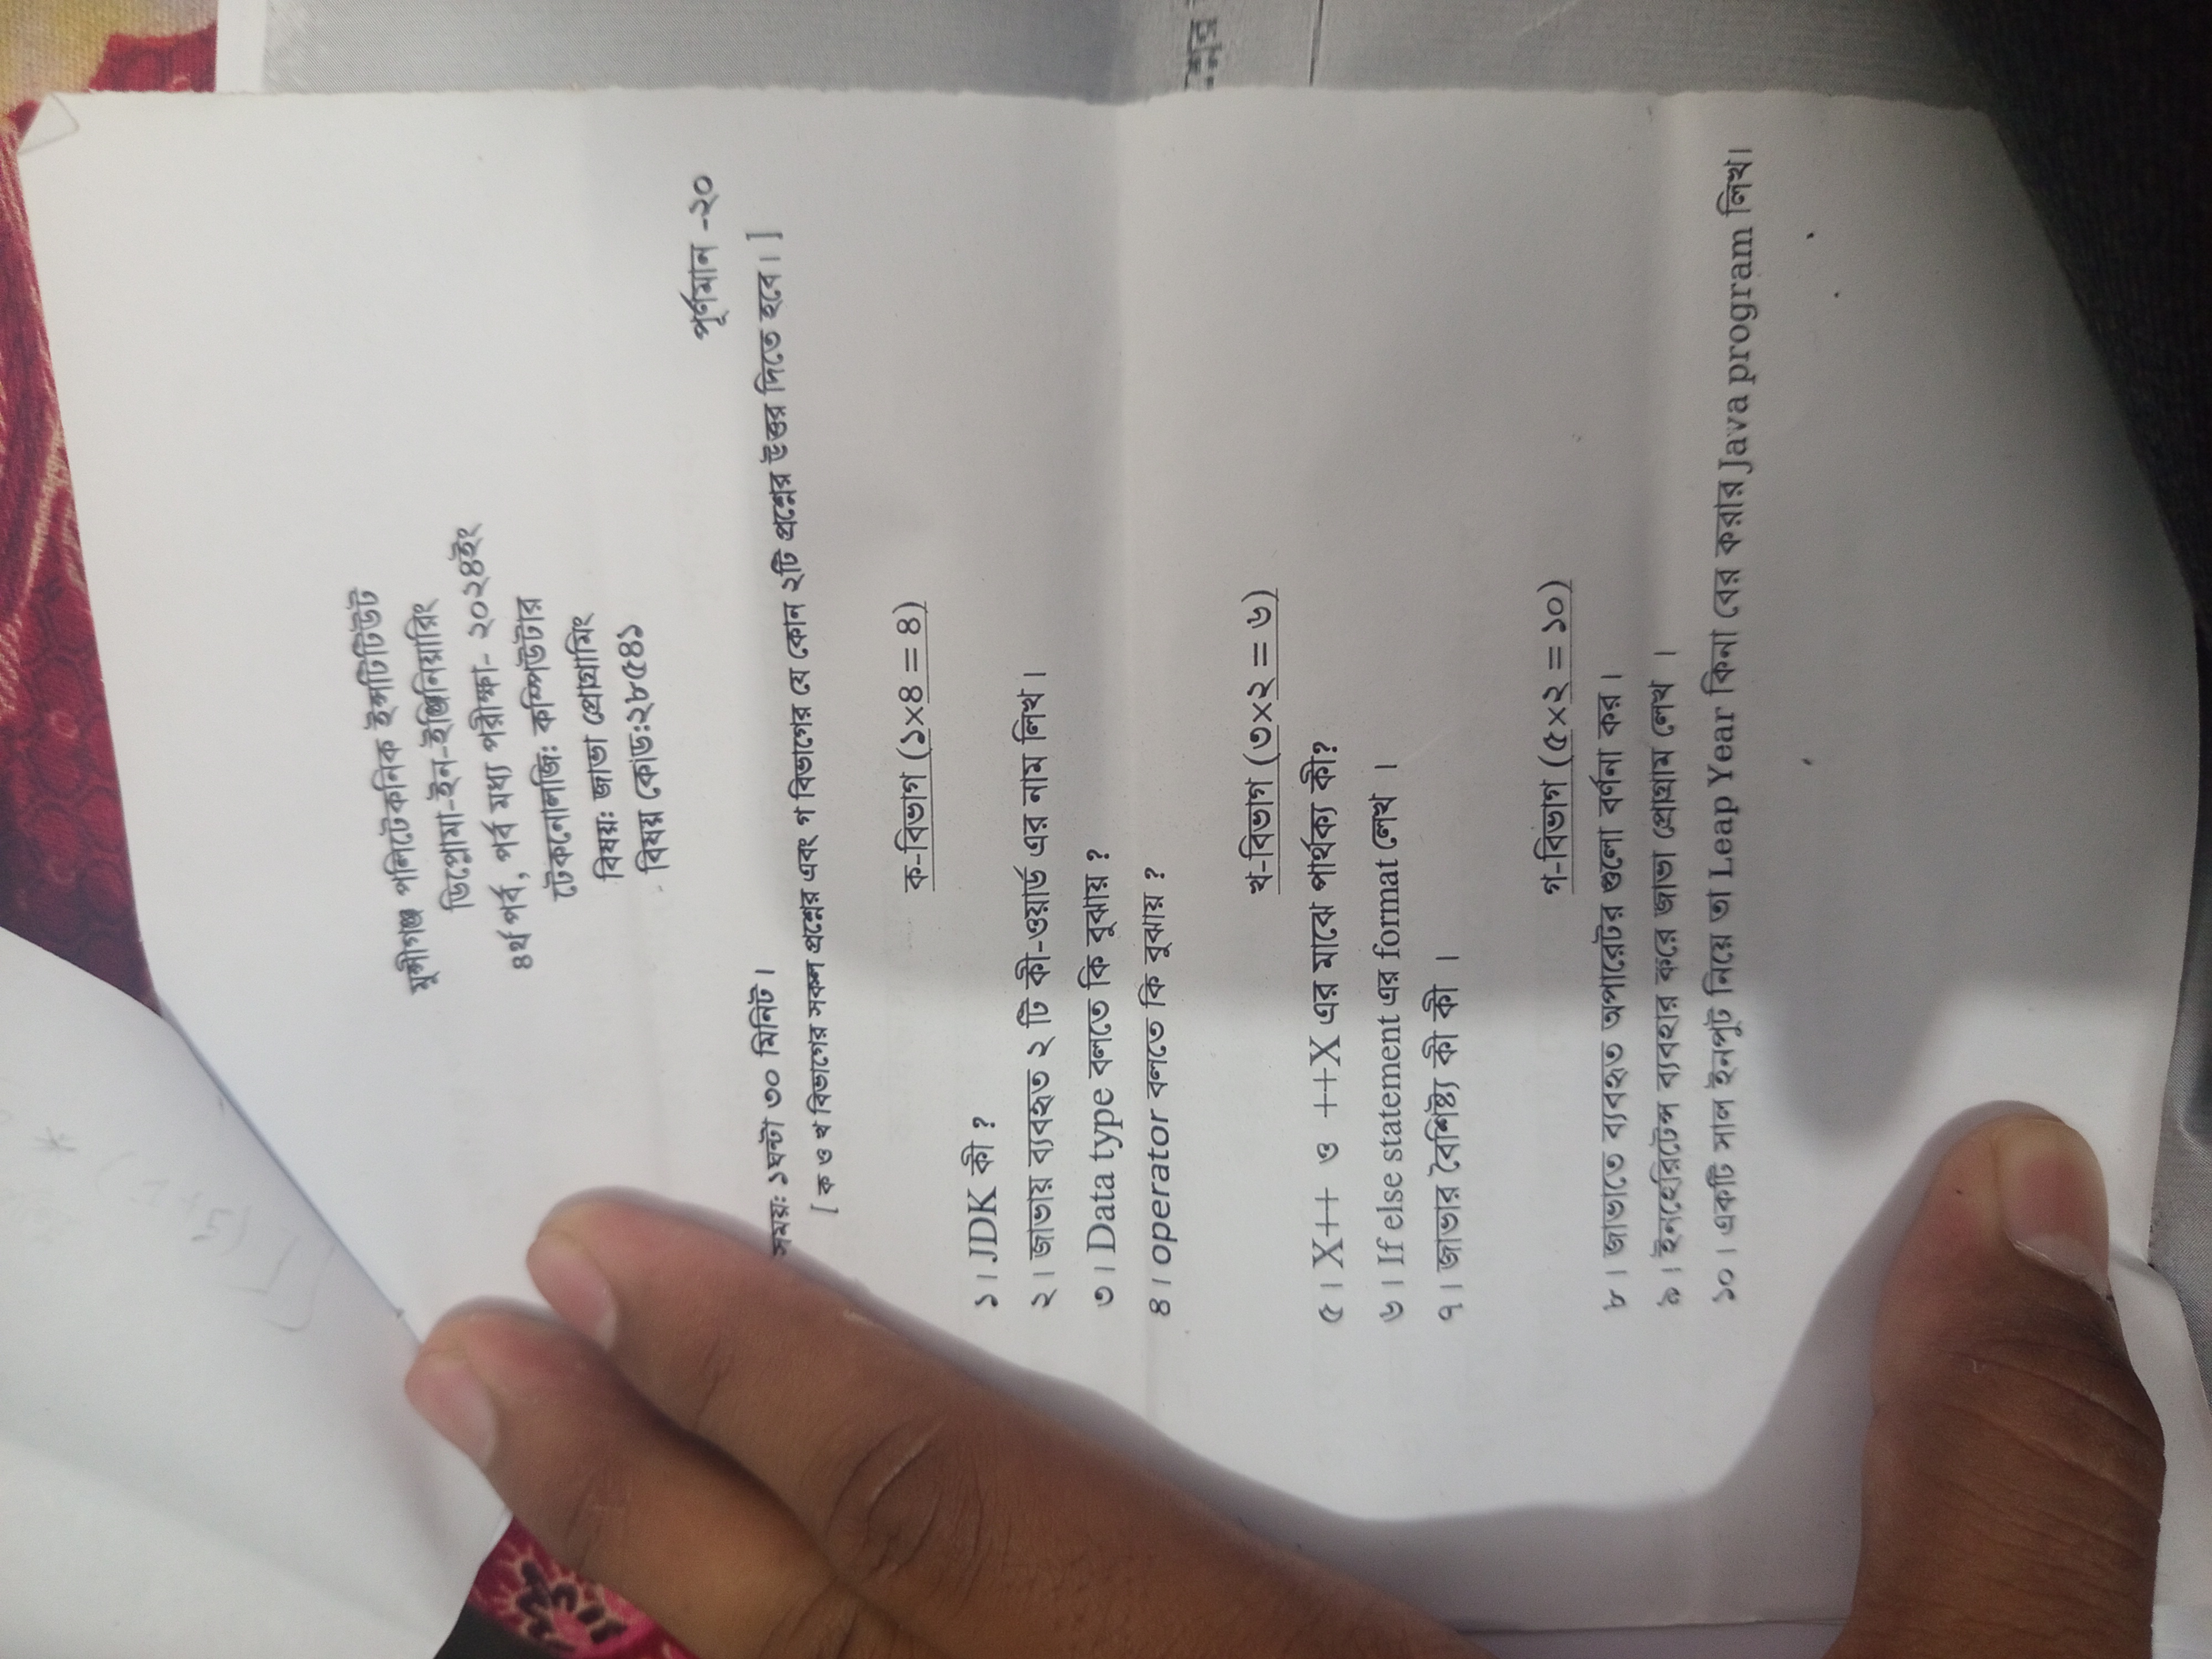 মুন্সীগঞ্জ পলিটেকনিক ইন্সটিটিউট
ডিপ্লোমা-ইন-ইঞ্জিনিয়ারিং
৪র্থ পর্ব, পর্ব মধ্য পরীক্ষা- ২০২৪ইং
টেকনোলজি: কম্পিউটার
বিষয়: জাভা প্রোগ্রামিং
বিষয় কোড:২৮৫৪১
সময়: ১ঘন্টা ৩০ মিনিট। পূর্ণমান -২০
[ ক ও খ বিভাগের সকল প্রশ্নের এবং গ বিভাগের যে কোন ২টি প্রশ্নের উত্তর দিতে হবে। ]
ক-বিভাগ (১×৪ = ৪)
১। JDK কী ?
২। জাভায় ব্যবহৃত ২ টি কী-ওয়ার্ড এর নাম লিখ।
৩। Data type বলতে কি বুঝায় ?
৪। operator বলতে কি বুঝায় ?
খ-বিভাগ (৩×২ = ৬)
৫। X++ ও ++X এর মাঝে পার্থক্য কী?
৬। If else statement এর format লেখ ।
৭। জাভার বৈশিষ্ট্য কী কী ।
গ-বিভাগ (৫×২ = ১০)
৮। জাভাতে ব্যবহৃত অপারেটর গুলো বর্ণনা কর।
৯। ইনহেরিটেন্স ব্যবহার করে জাভা প্রোগ্রাম লেখ ।
১০। একটি সাল ইনপুট নিয়ে তা Leap Year কিনা বের করার Java program লিখ।